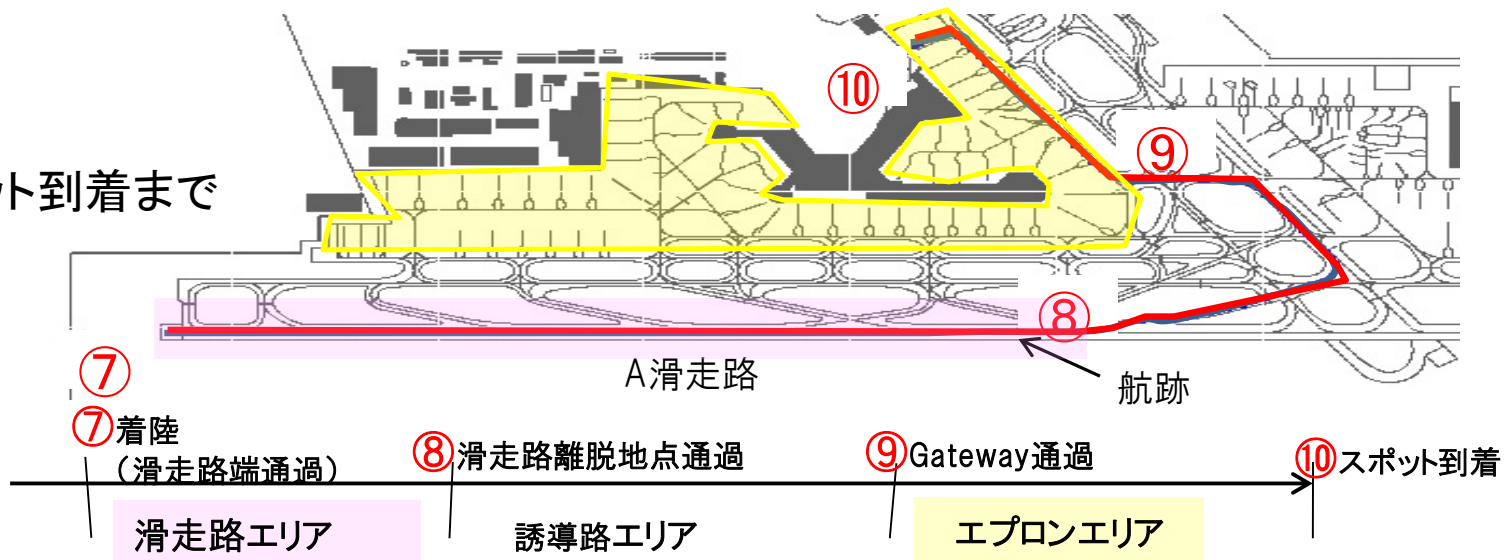 ⑩
⑨
ット到着まで
⑧
⑦
A滑走路
航跡
⑦着陸
（滑走路端通過）
⑧滑走路離脱地点通過
⑨Gateway通過
⑩スポット到着
滑走路エリア
誘導路エリア
エプロンエリア